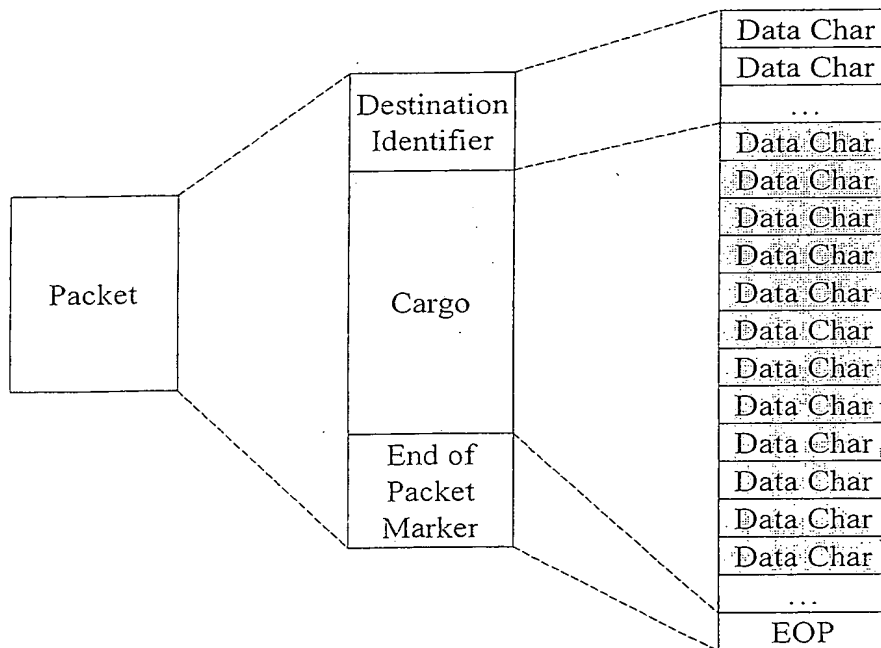 Packet
Destination
Identifier
Cargo
End of
Packet
Marker
Data Char
Data Char
...
Data Char
Data Char
Data Char
Data Char
Data Char
Data Char
Data Char
Data Char
Data Char
Data Char
Data Char
Data Char
...
EOP